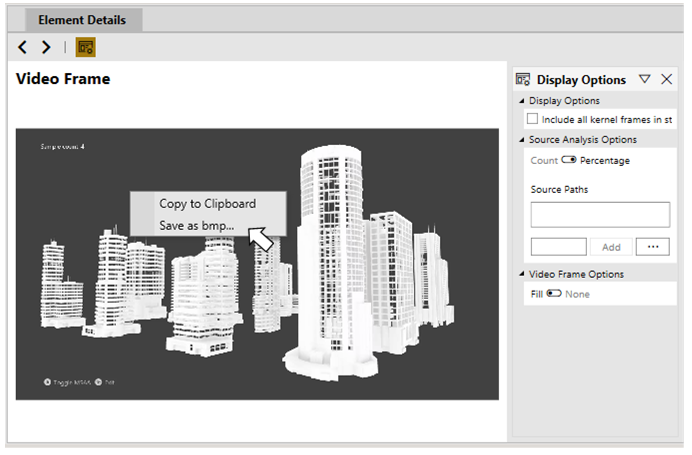 Element Details
Video Frame
Sample count: 4
Copy to Clipboard
Save as bmp...
Toggle MSAA Exit
Display Options
Display Options
Include all kernel frames in st
Source Analysis Options
Count Percentage
Source Paths
Add ...
Video Frame Options
Fill None